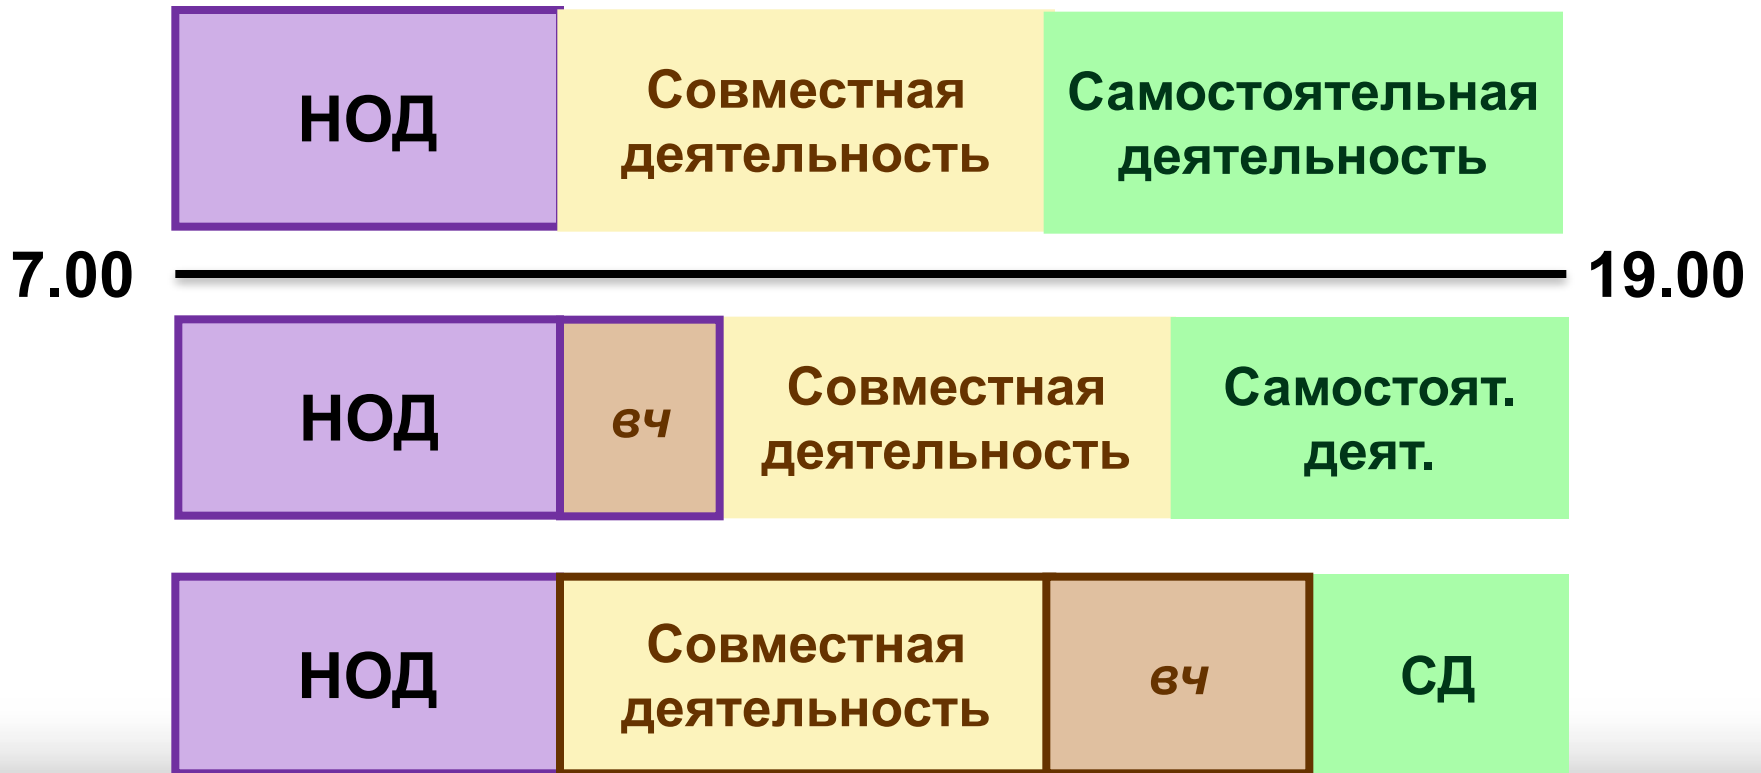 НОД
Совместная
деятельность
Самостоятельная
деятельность
7.00
19.00
НОД
вч
Совместная
деятельность
Самостоят.
деят.
НОД
Совместная
деятельность
вч
СД